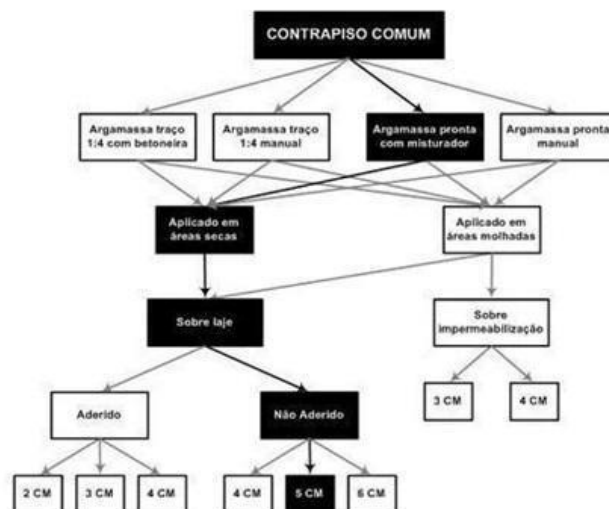 CONTRAPISO COMUM
Argamassa traço
1:4 com betoneira
Argamassa traço
1:4 manual
Argamassa pronta
com misturador
Argamassa pronta
manual
Aplicado em
áreas secas
Aplicado em
áreas molhadas
Sobre laje
Sobre
impermeabilização
Aderido
Não Aderido
3 CM
4 CM
2 CM
3 CM
4 CM
4 CM
5 CM
6 CM